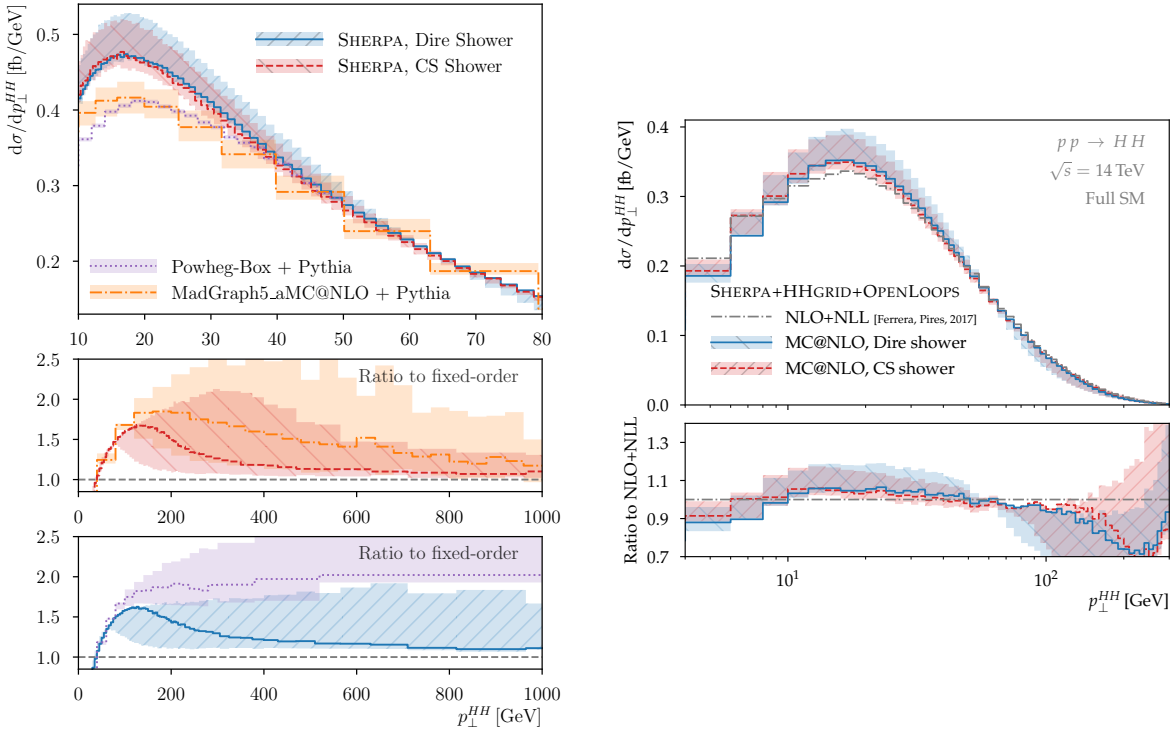 0.5
0.4
0.3
0.2
dσ/dp⊥^HH [fb/GeV]
SHERPA, Dire Shower
SHERPA, CS Shower
Powheg-Box + Pythia
MadGraph5_aMC@NLO + Pythia
10 20 30 40 50 60 70 80
2.5
2.0
1.5
1.0
Ratio to fixed-order
0 200 400 600 800 1000
2.5
2.0
1.5
1.0
Ratio to fixed-order
0 200 400 600 800 1000
p⊥^HH [GeV]
0.4
0.3
0.2
0.1
0.0
dσ/dp⊥^HH [fb/GeV]
p p → HH
√s = 14 TeV
Full SM
SHERPA+HHGRID+OPENLOOPS
NLO+NLL [Ferrera, Pires, 2017]
MC@NLO, Dire shower
MC@NLO, CS shower
1.3
1.1
0.9
0.7
Ratio to NLO+NLL
10^1 10^2
p⊥^HH [GeV]